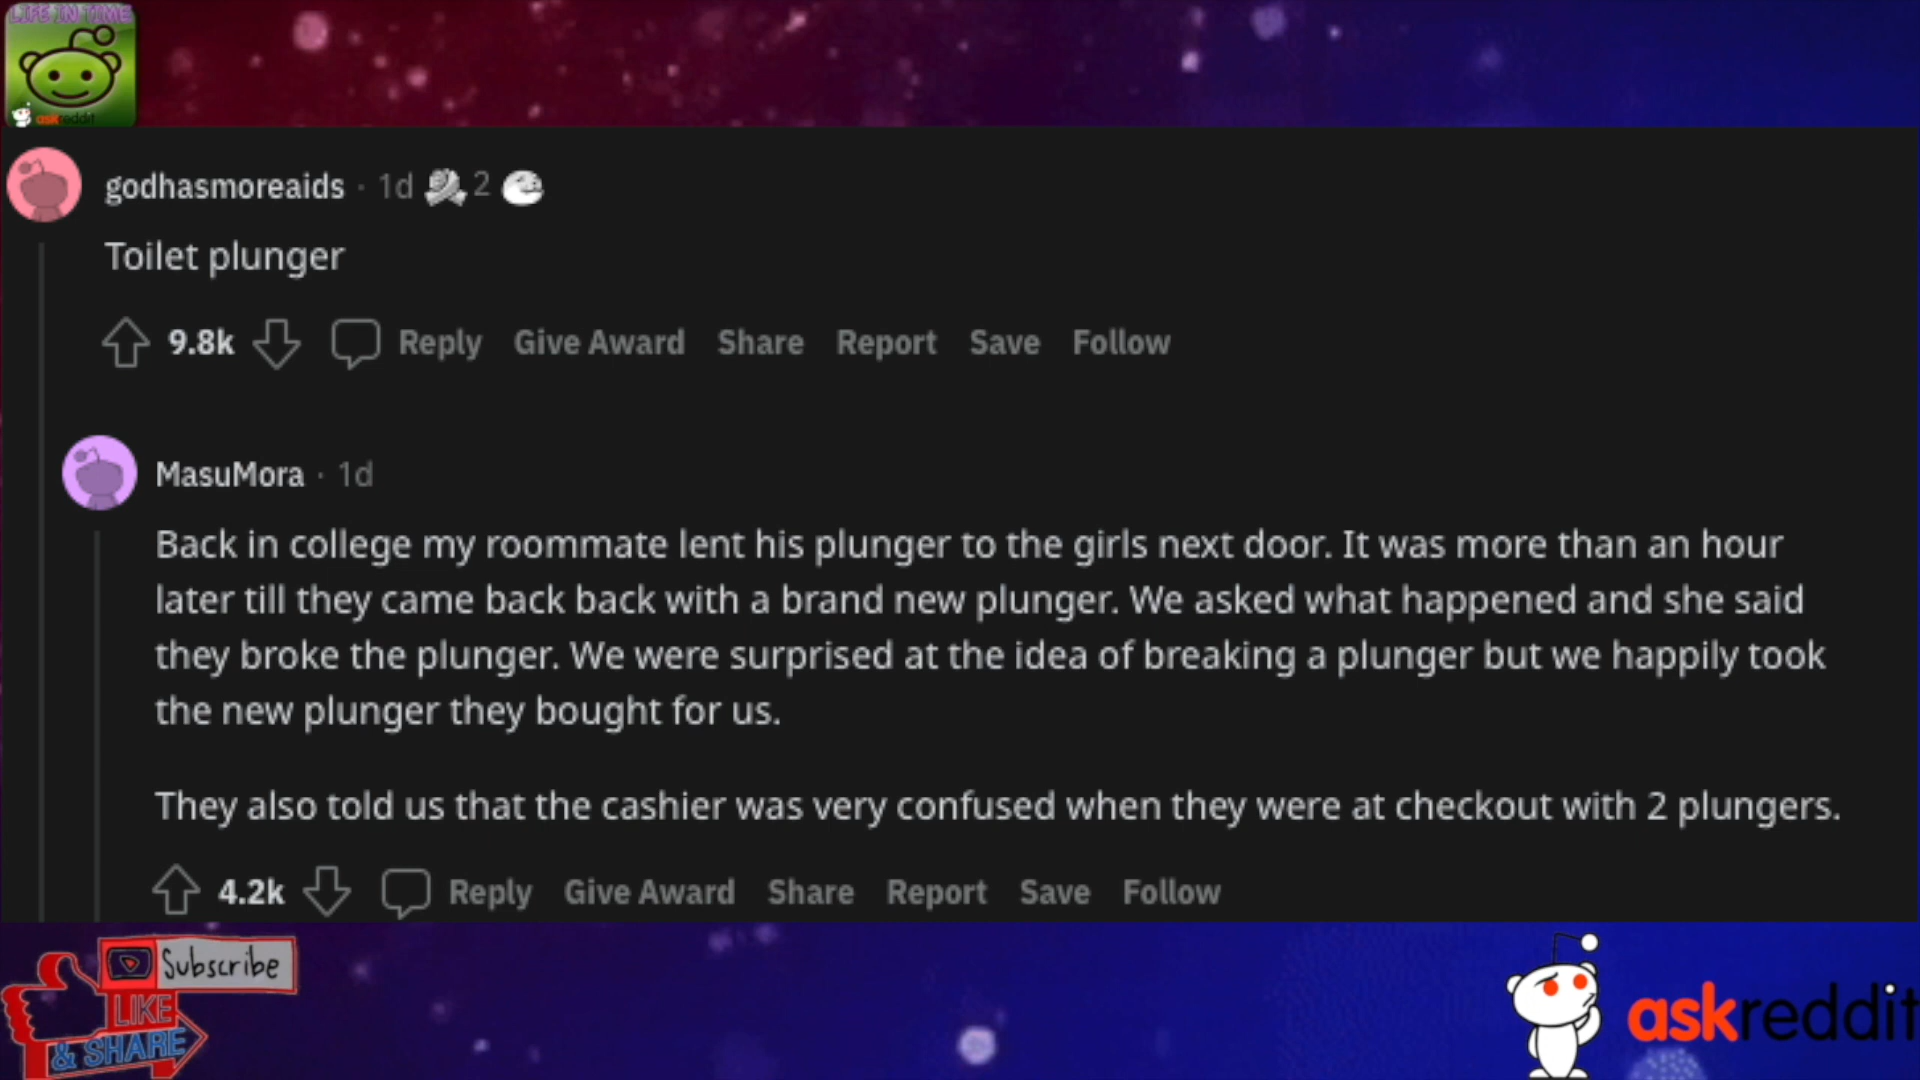 LIFE IN TIME
askreddit
godhasmoreaids · 1d 2
Toilet plunger
9.8k Reply Give Award Share Report Save Follow
MasuMora · 1d
Back in college my roommate lent his plunger to the girls next door. It was more than an hour
later till they came back back with a brand new plunger. We asked what happened and she said
they broke the plunger. We were surprised at the idea of breaking a plunger but we happily took
the new plunger they bought for us.
They also told us that the cashier was very confused when they were at checkout with 2 plungers.
4.2k Reply Give Award Share Report Save Follow
Subscribe
LIKE
& SHARE
askreddit